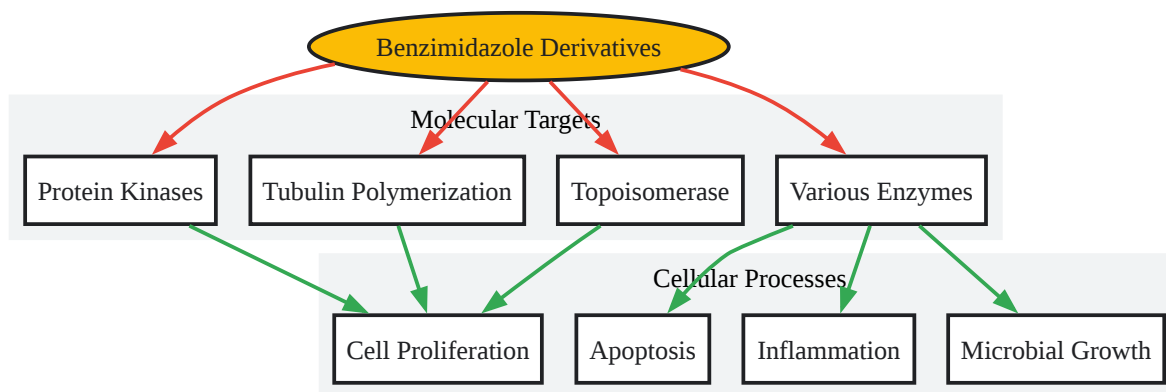 Benzimidazole Derivatives
Molecular Targets
Protein Kinases
Tubulin Polymerization
Topoisomerase
Various Enzymes
Cellular Processes
Cell Proliferation
Apoptosis
Inflammation
Microbial Growth